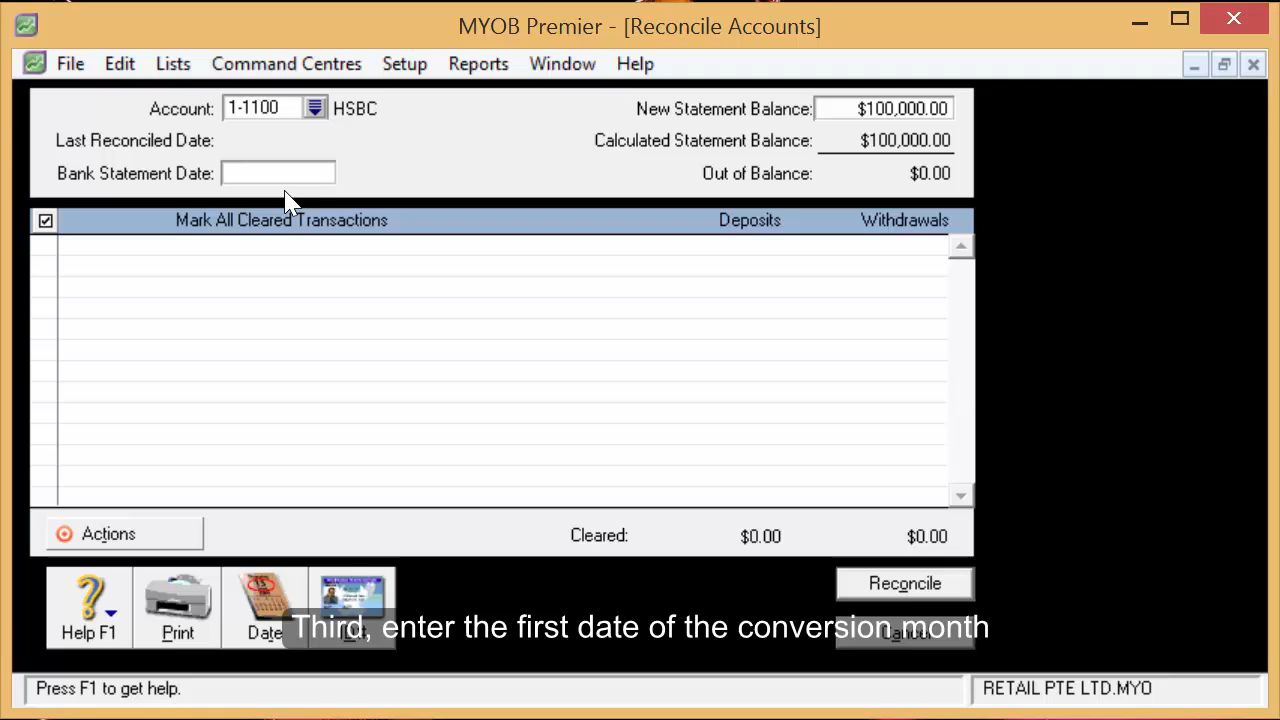 MYOB Premier - [Reconcile Accounts]
File Edit Lists Command Centres Setup Reports Window Help
Account: 1-1100 HSBC New Statement Balance: $100,000.00
Last Reconciled Date: Calculated Statement Balance: $100,000.00
Bank Statement Date: Out of Balance: $0.00
Mark All Cleared Transactions Deposits Withdrawals
Actions Cleared: $0.00 $0.00
Reconcile
Help F1 Print Date
Third, enter the first date of the conversion month
Press F1 to get help. RETAIL PTE LTD.MYO